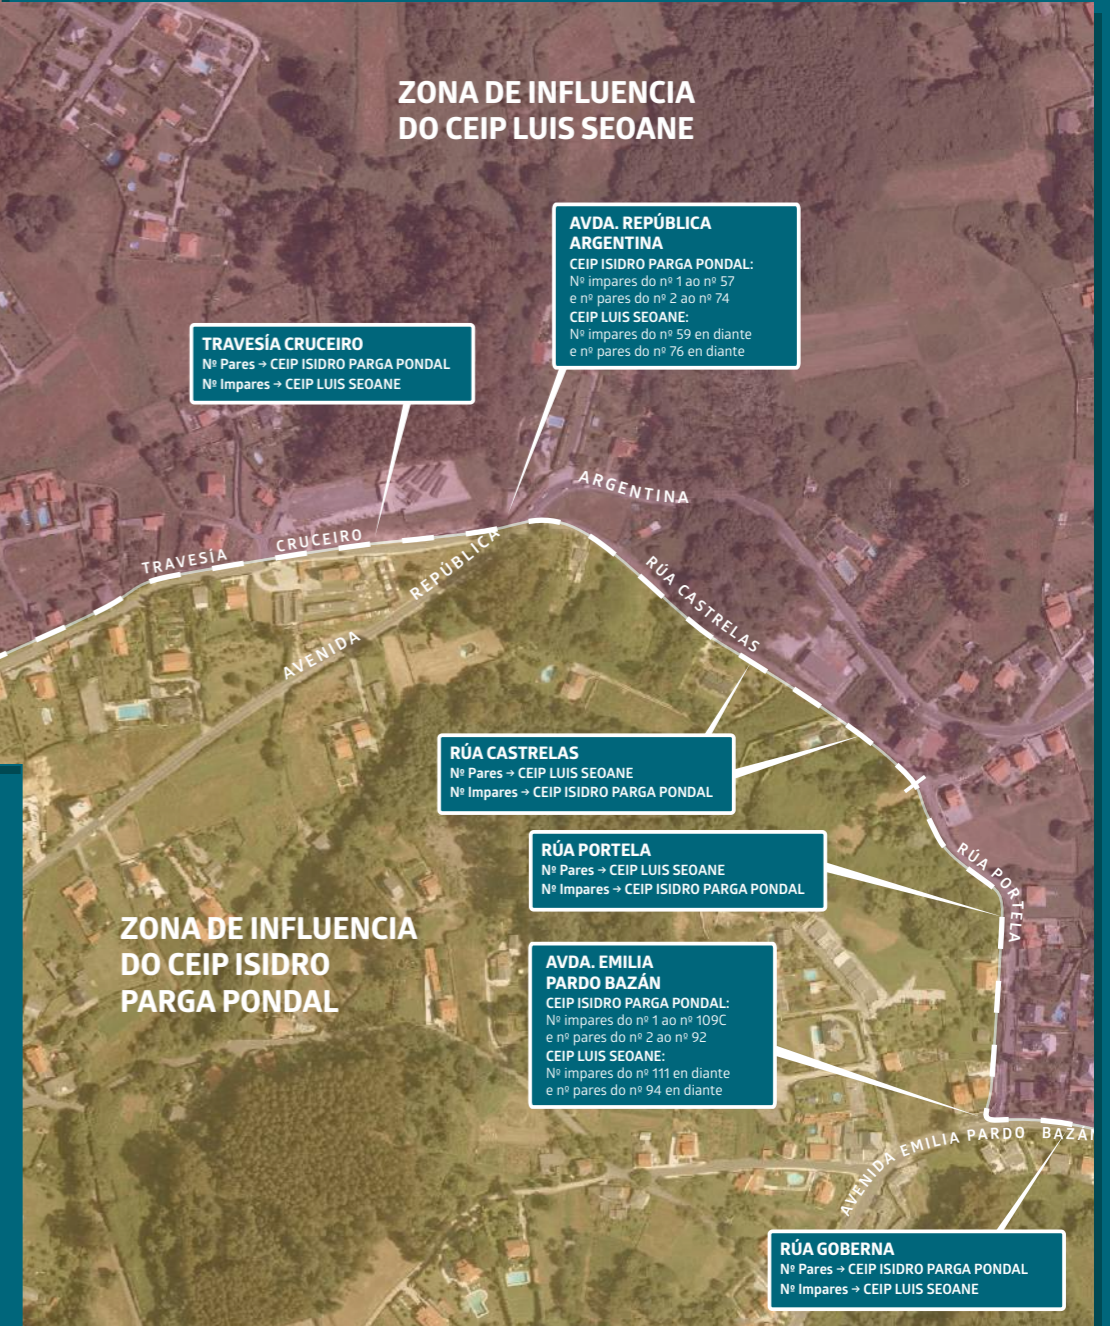 ZONA DE INFLUENCIA
DO CEIP LUIS SEOANE
AVDA. REPÚBLICA
ARGENTINA
CEIP ISIDRO PARGA PONDAL:
Nº impares do nº 1 ao nº 57
e nº pares do nº 2 ao nº 74
CEIP LUIS SEOANE:
Nº impares do nº 59 en diante
e nº pares do nº 76 en diante
TRAVESÍA CRUCEIRO
Nº Pares → CEIP ISIDRO PARGA PONDAL
Nº Impares → CEIP LUIS SEOANE
TRAVESÍA CRUCEIRO
AVENIDA REPÚBLICA ARGENTINA
RÚA CASTRELAS
RÚA CASTRELAS
Nº Pares → CEIP LUIS SEOANE
Nº Impares → CEIP ISIDRO PARGA PONDAL
RÚA PORTELA
Nº Pares → CEIP LUIS SEOANE
Nº Impares → CEIP ISIDRO PARGA PONDAL
RÚA PORTELA
ZONA DE INFLUENCIA
DO CEIP ISIDRO
PARGA PONDAL
AVDA. EMILIA
PARDO BAZÁN
CEIP ISIDRO PARGA PONDAL:
Nº impares do nº 1 ao nº 109C
e nº pares do nº 2 ao nº 92
CEIP LUIS SEOANE:
Nº impares do nº 111 en diante
e nº pares do nº 94 en diante
AVENIDA EMILIA PARDO BAZÁN
RÚA GOBERNA
Nº Pares → CEIP ISIDRO PARGA PONDAL
Nº Impares → CEIP LUIS SEOANE